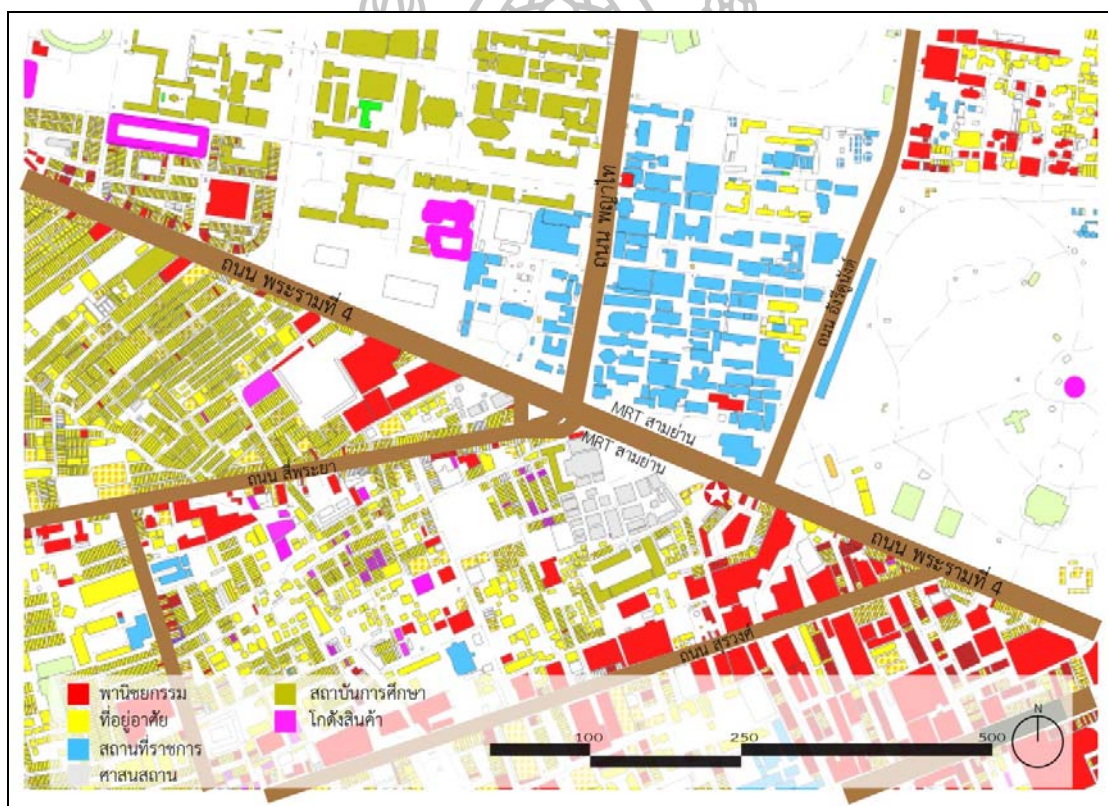 ถนน พญาไท
ถนน อังรีดูนังต์
ถนน พระรามที่ 4
MRT สามย่าน
MRT สามย่าน
ถนน สี่พระยา
ถนน พระรามที่ 4
ถนน สุรวงศ์
พานิชยกรรม
ที่อยู่อาศัย
สถานที่ราชการ
ศาสนสถาน
สถาบันการศึกษา
โกดังสินค้า
100 250 500
N